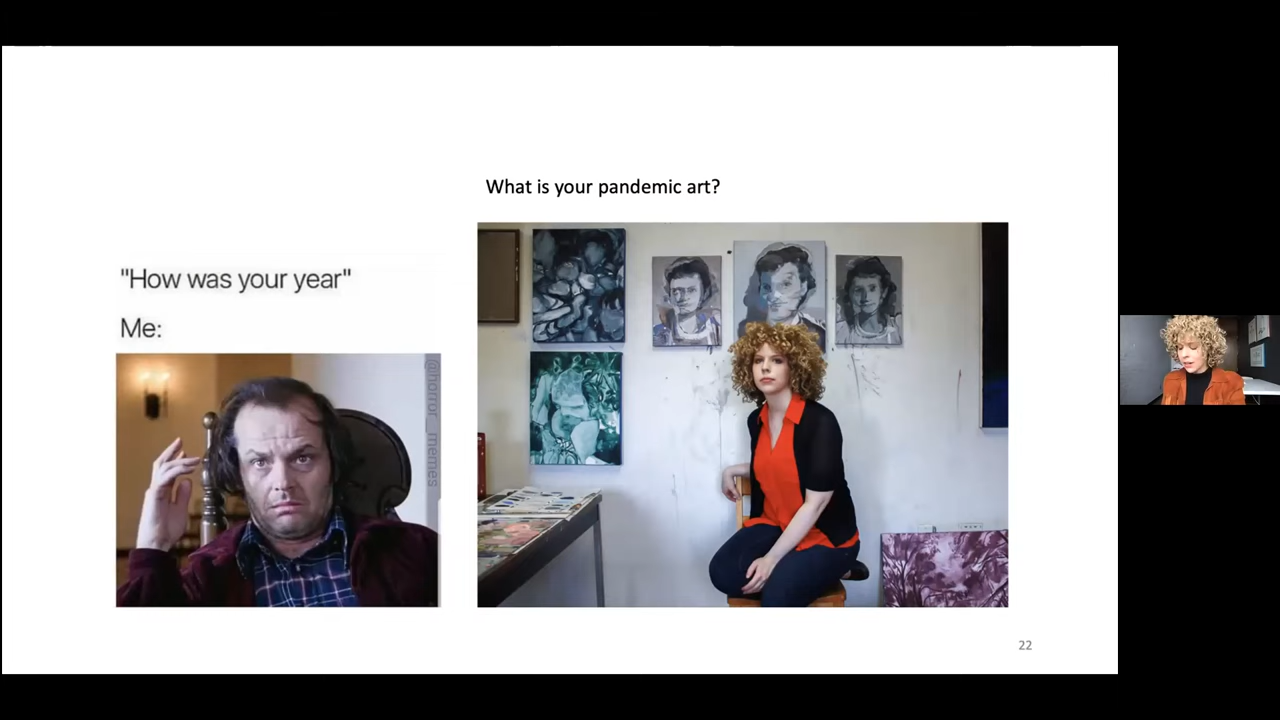 What is your pandemic art?
"How was your year"
Me:
@horror_memes
22